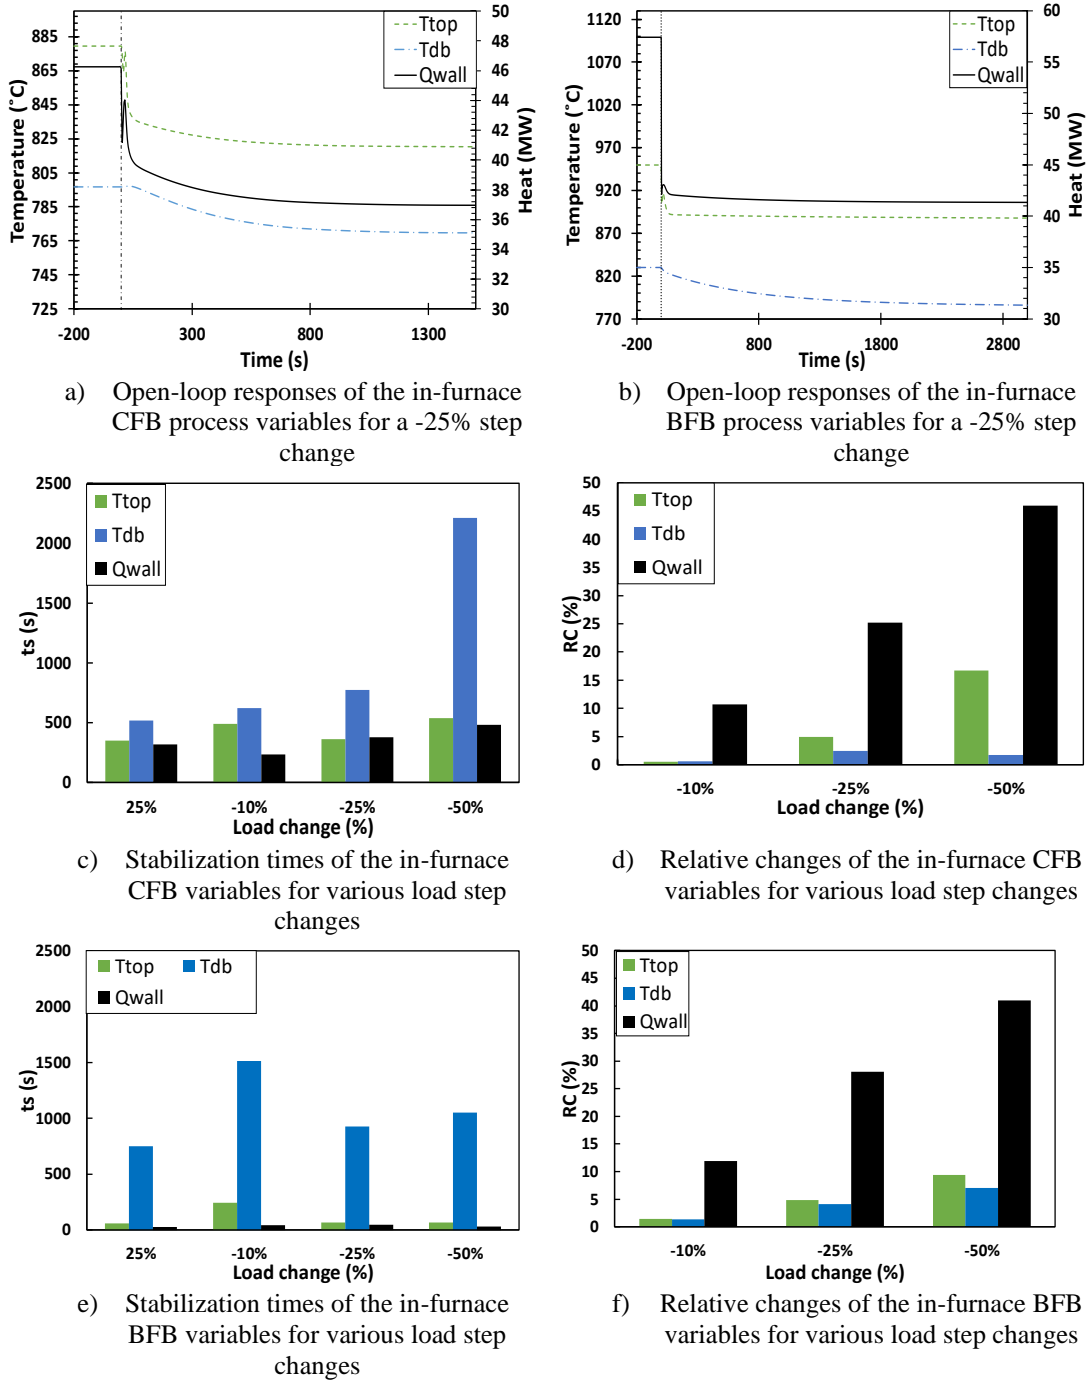 885
865
845
825
805
785
765
745
725
Temperature (˚C)
50
48
46
44
42
40
38
36
34
32
30
Heat (MW)
Ttop
Tdb
Qwall
-200
300
800
1300
Time (s)
a) Open-loop responses of the in-furnace
CFB process variables for a -25% step
change
1120
1070
1020
970
920
870
820
770
Temperature (˚C)
60
55
50
45
40
35
30
Heat (MW)
Ttop
Tdb
Qwall
-200
800
1800
2800
Time (s)
b) Open-loop responses of the in-furnace
BFB process variables for a -25% step
change
2500
2000
1500
1000
500
0
ts (s)
Ttop
Tdb
Qwall
25%
-10%
-25%
-50%
Load change (%)
c) Stabilization times of the in-furnace
CFB variables for various load step
changes
50
45
40
35
30
25
20
15
10
5
0
RC (%)
Ttop
Tdb
Qwall
-10%
-25%
-50%
Load change (%)
d) Relative changes of the in-furnace CFB
variables for various load step changes
2500
2000
1500
1000
500
0
ts (s)
Ttop Tdb
Qwall
25%
-10%
-25%
-50%
Load change (%)
e) Stabilization times of the in-furnace
BFB variables for various load step
changes
50
45
40
35
30
25
20
15
10
5
0
RC (%)
Ttop
Tdb
Qwall
-10%
-25%
-50%
Load change (%)
f) Relative changes of the in-furnace BFB
variables for various load step changes